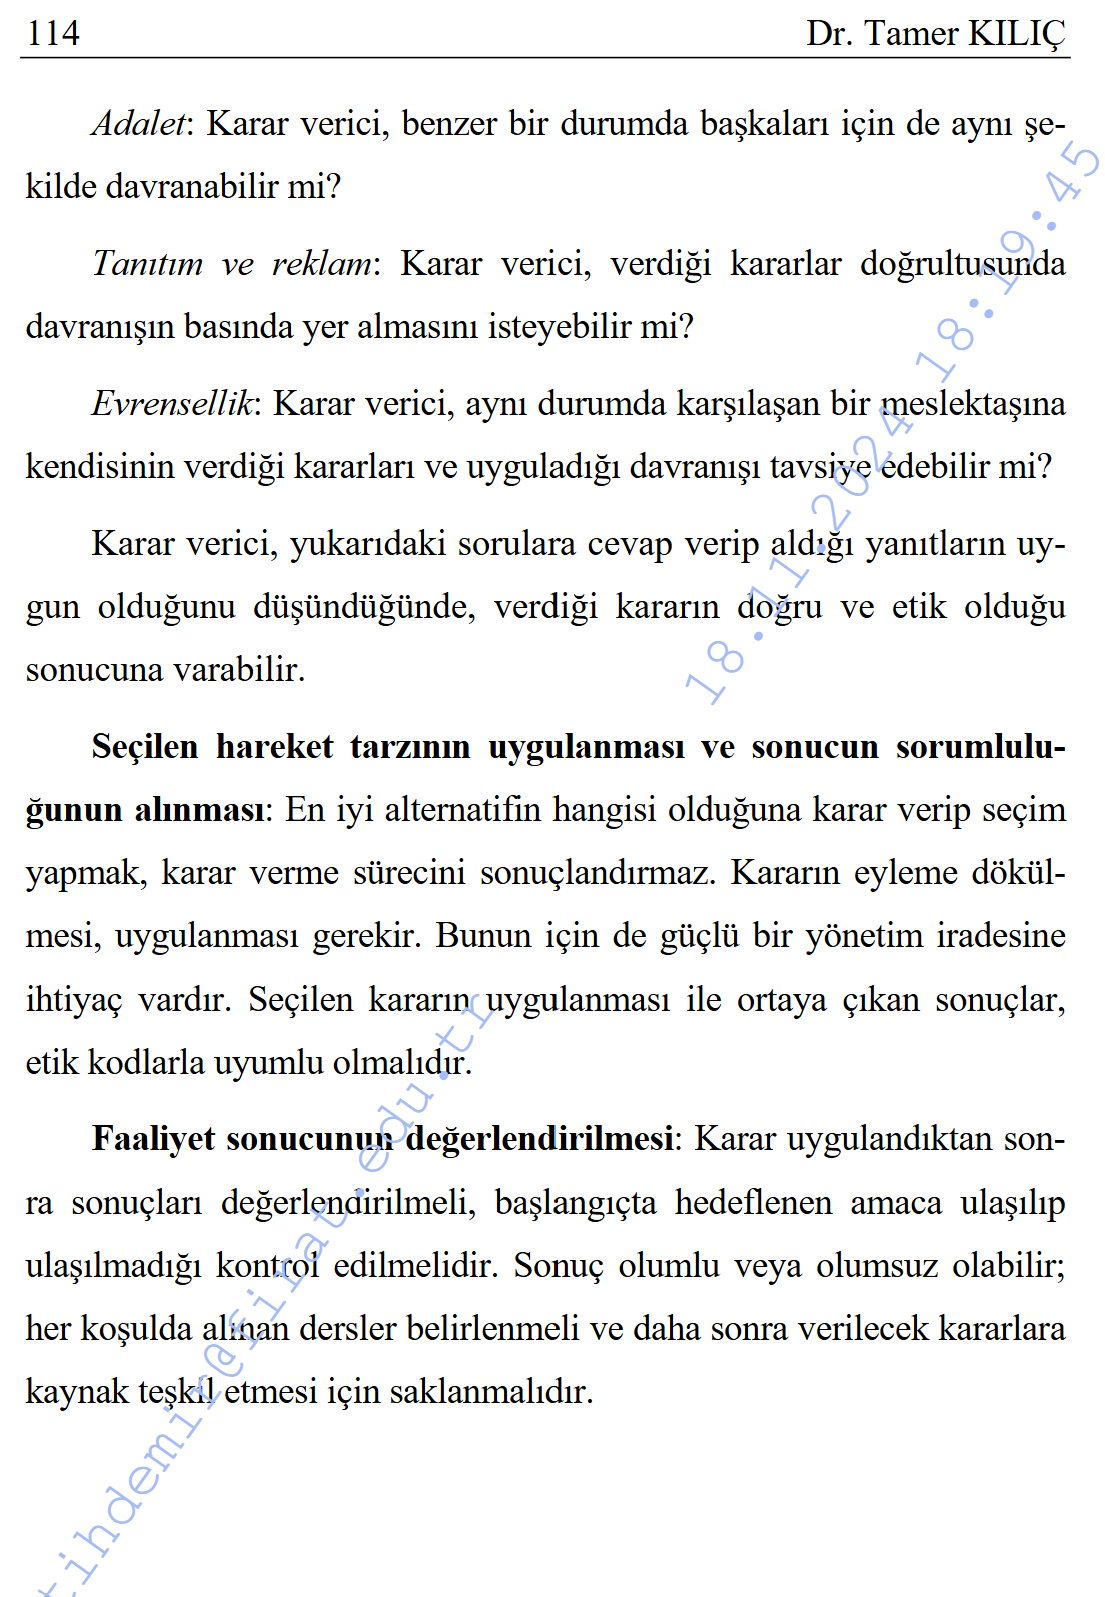 114 Dr. Tamer KILIÇ
Adalet: Karar verici, benzer bir durumda başkaları için de aynı şe-
kilde davranabilir mi?
Tanıtım ve reklam: Karar verici, verdiği kararlar doğrultusunda
davranışın basında yer almasını isteyebilir mi?
Evrensellik: Karar verici, aynı durumda karşılaşan bir meslektaşına
kendisinin verdiği kararları ve uyguladığı davranışı tavsiye edebilir mi?
Karar verici, yukarıdaki sorulara cevap verip aldığı yanıtların uy-
gun olduğunu düşündüğünde, verdiği kararın doğru ve etik olduğu
sonucuna varabilir.
Seçilen hareket tarzının uygulanması ve sonucun sorumlulu-
ğunun alınması: En iyi alternatifin hangisi olduğuna karar verip seçim
yapmak, karar verme sürecini sonuçlandırmaz. Kararın eyleme dökül-
mesi, uygulanması gerekir. Bunun için de güçlü bir yönetim iradesine
ihtiyaç vardır. Seçilen kararın uygulanması ile ortaya çıkan sonuçlar,
etik kodlarla uyumlu olmalıdır.
Faaliyet sonucunun değerlendirilmesi: Karar uygulandıktan son-
ra sonuçları değerlendirilmeli, başlangıçta hedeflenen amaca ulaşılıp
ulaşılmadığı kontrol edilmelidir. Sonuç olumlu veya olumsuz olabilir;
her koşulda alınan dersler belirlenmeli ve daha sonra verilecek kararlara
kaynak teşkil etmesi için saklanmalıdır.
tihdemir@firat.edu.tr
18.11.2024 18:19:45